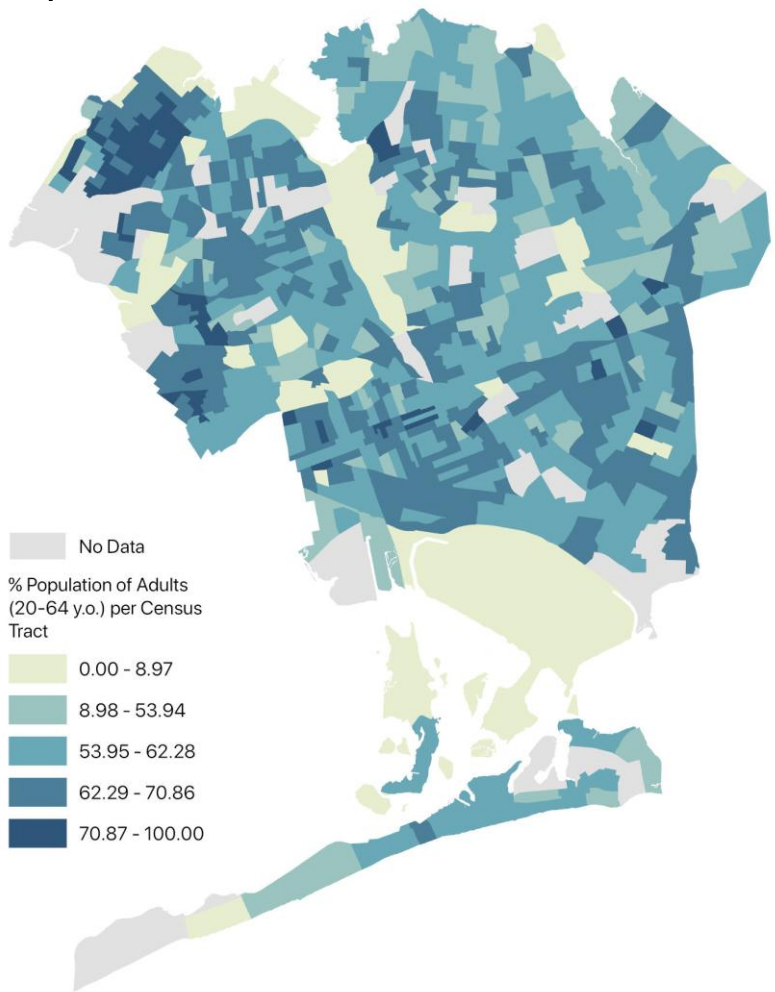 No Data
% Population of Adults
(20-64 y.o.) per Census
Tract
0.00 - 8.97
8.98 - 53.94
53.95 - 62.28
62.29 - 70.86
70.87 - 100.00